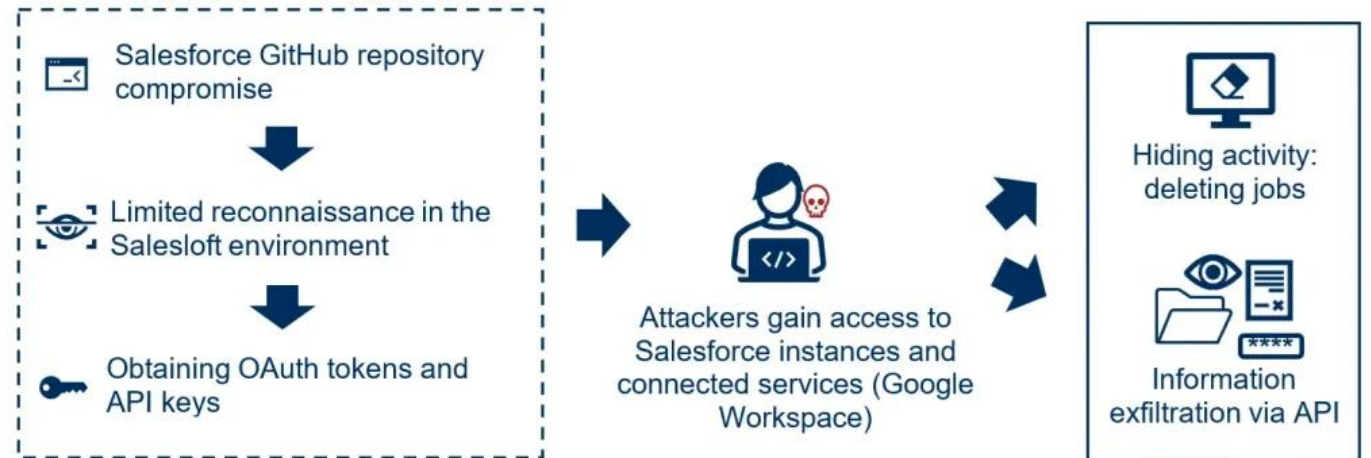 Salesforce GitHub repository
compromise
Limited reconnaissance in the
Salesloft environment
Obtaining OAuth tokens and
API keys
</>
Attackers gain access to
Salesforce instances and
connected services (Google
Workspace)
Hiding activity:
deleting jobs
****
Information
exfiltration via API